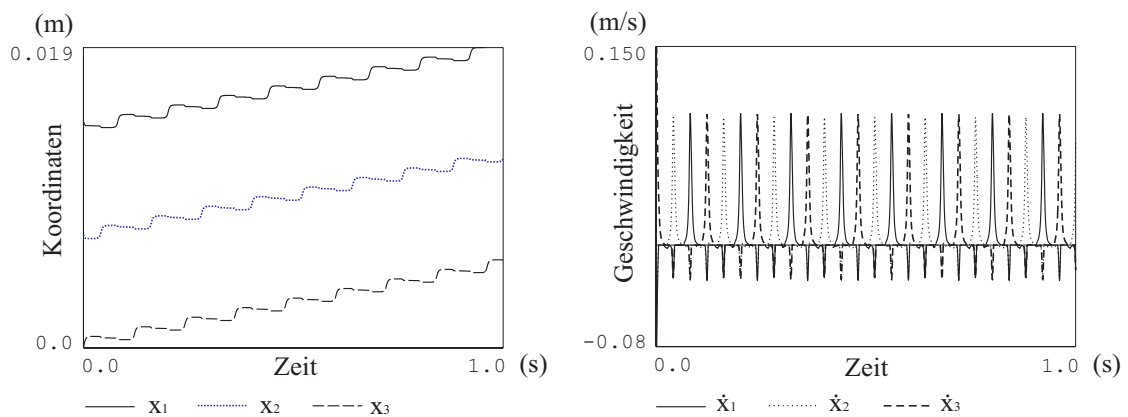 (m)
0.019
Koordinaten
0.0
0.0
Zeit
1.0
(s)
x1
x2
x3
(m/s)
0.150
Geschwindigkeit
-0.08
0.0
Zeit
1.0
(s)
ẋ1
ẋ2
ẋ3